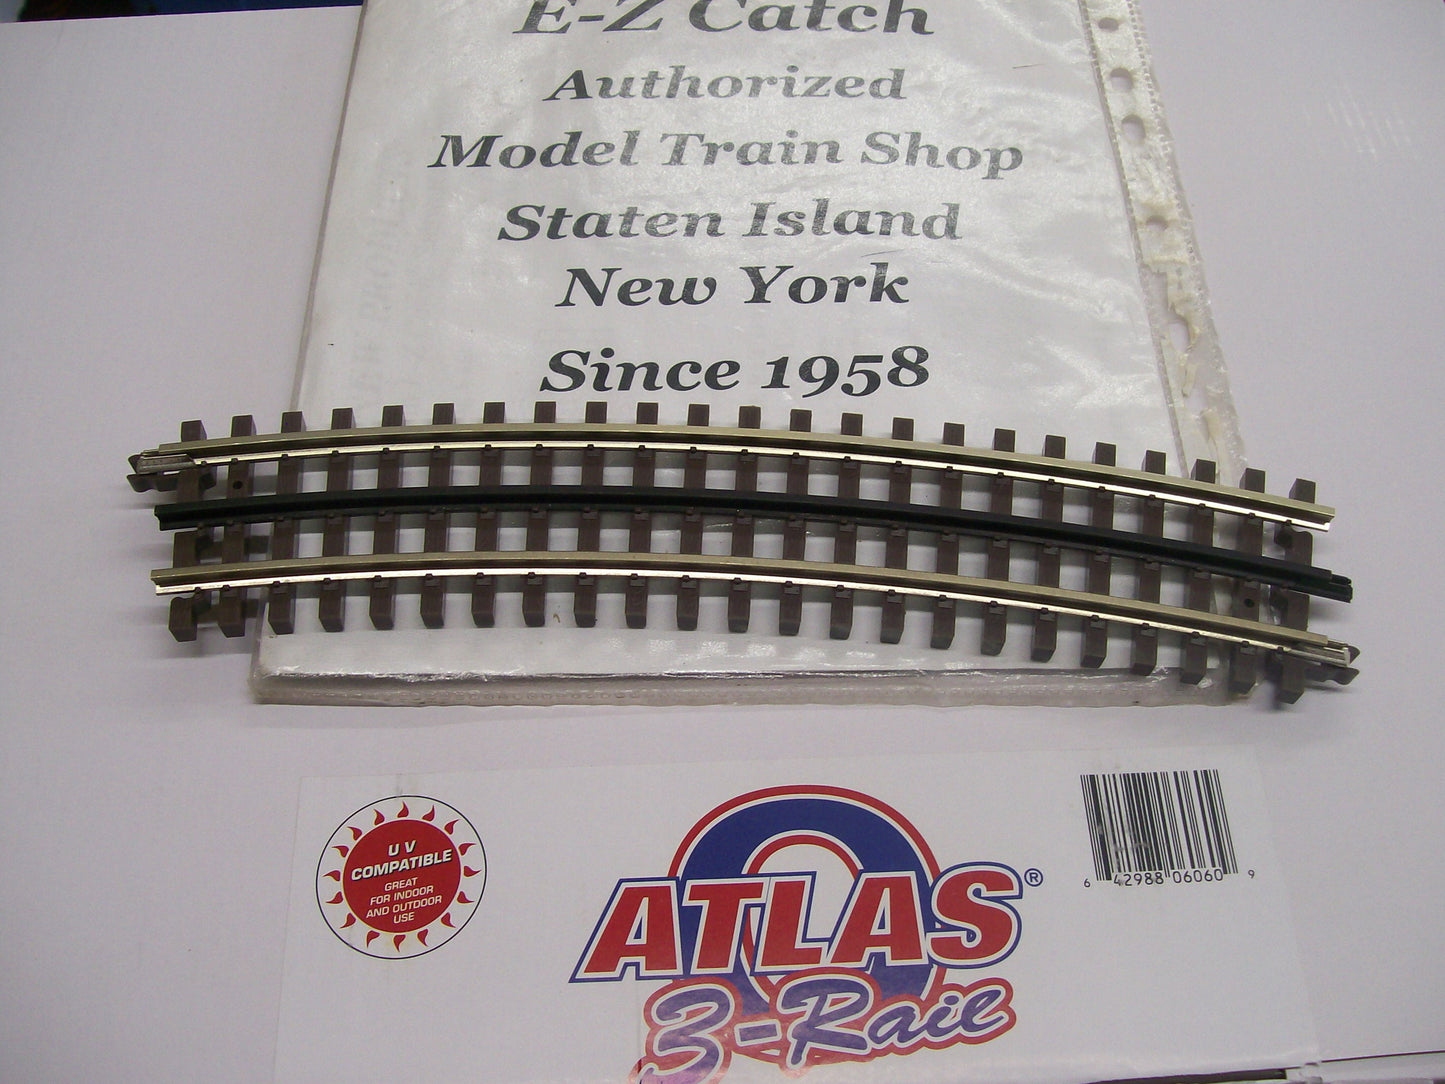 E-Z Catch
Authorized
Model Train Shop
Staten Island
New York
Since 1958
UV
COMPATIBLE
GREAT
FOR INDOOR
AND OUTDOOR
USE
ATLAS®
3-Rail
6 42988 06060 9